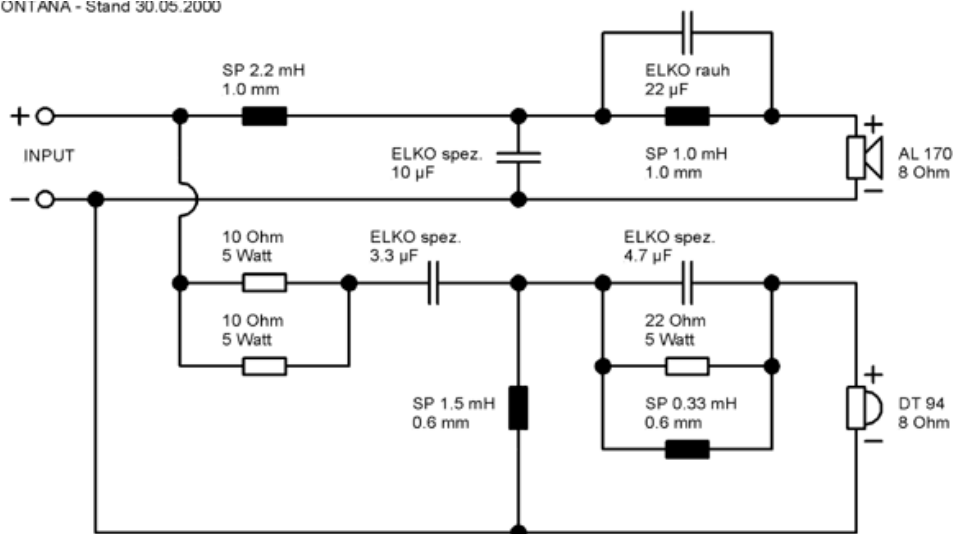 ONTANA - Stand 30.05.2000
SP 2.2 mH
1.0 mm
ELKO rauh
22 µF
+
INPUT
ELKO spez.
10 µF
SP 1.0 mH
1.0 mm
+
AL 170
8 Ohm
−
−
10 Ohm
5 Watt
ELKO spez.
3.3 µF
ELKO spez.
4.7 µF
10 Ohm
5 Watt
22 Ohm
5 Watt
SP 1.5 mH
0.6 mm
SP 0.33 mH
0.6 mm
+
DT 94
8 Ohm
−